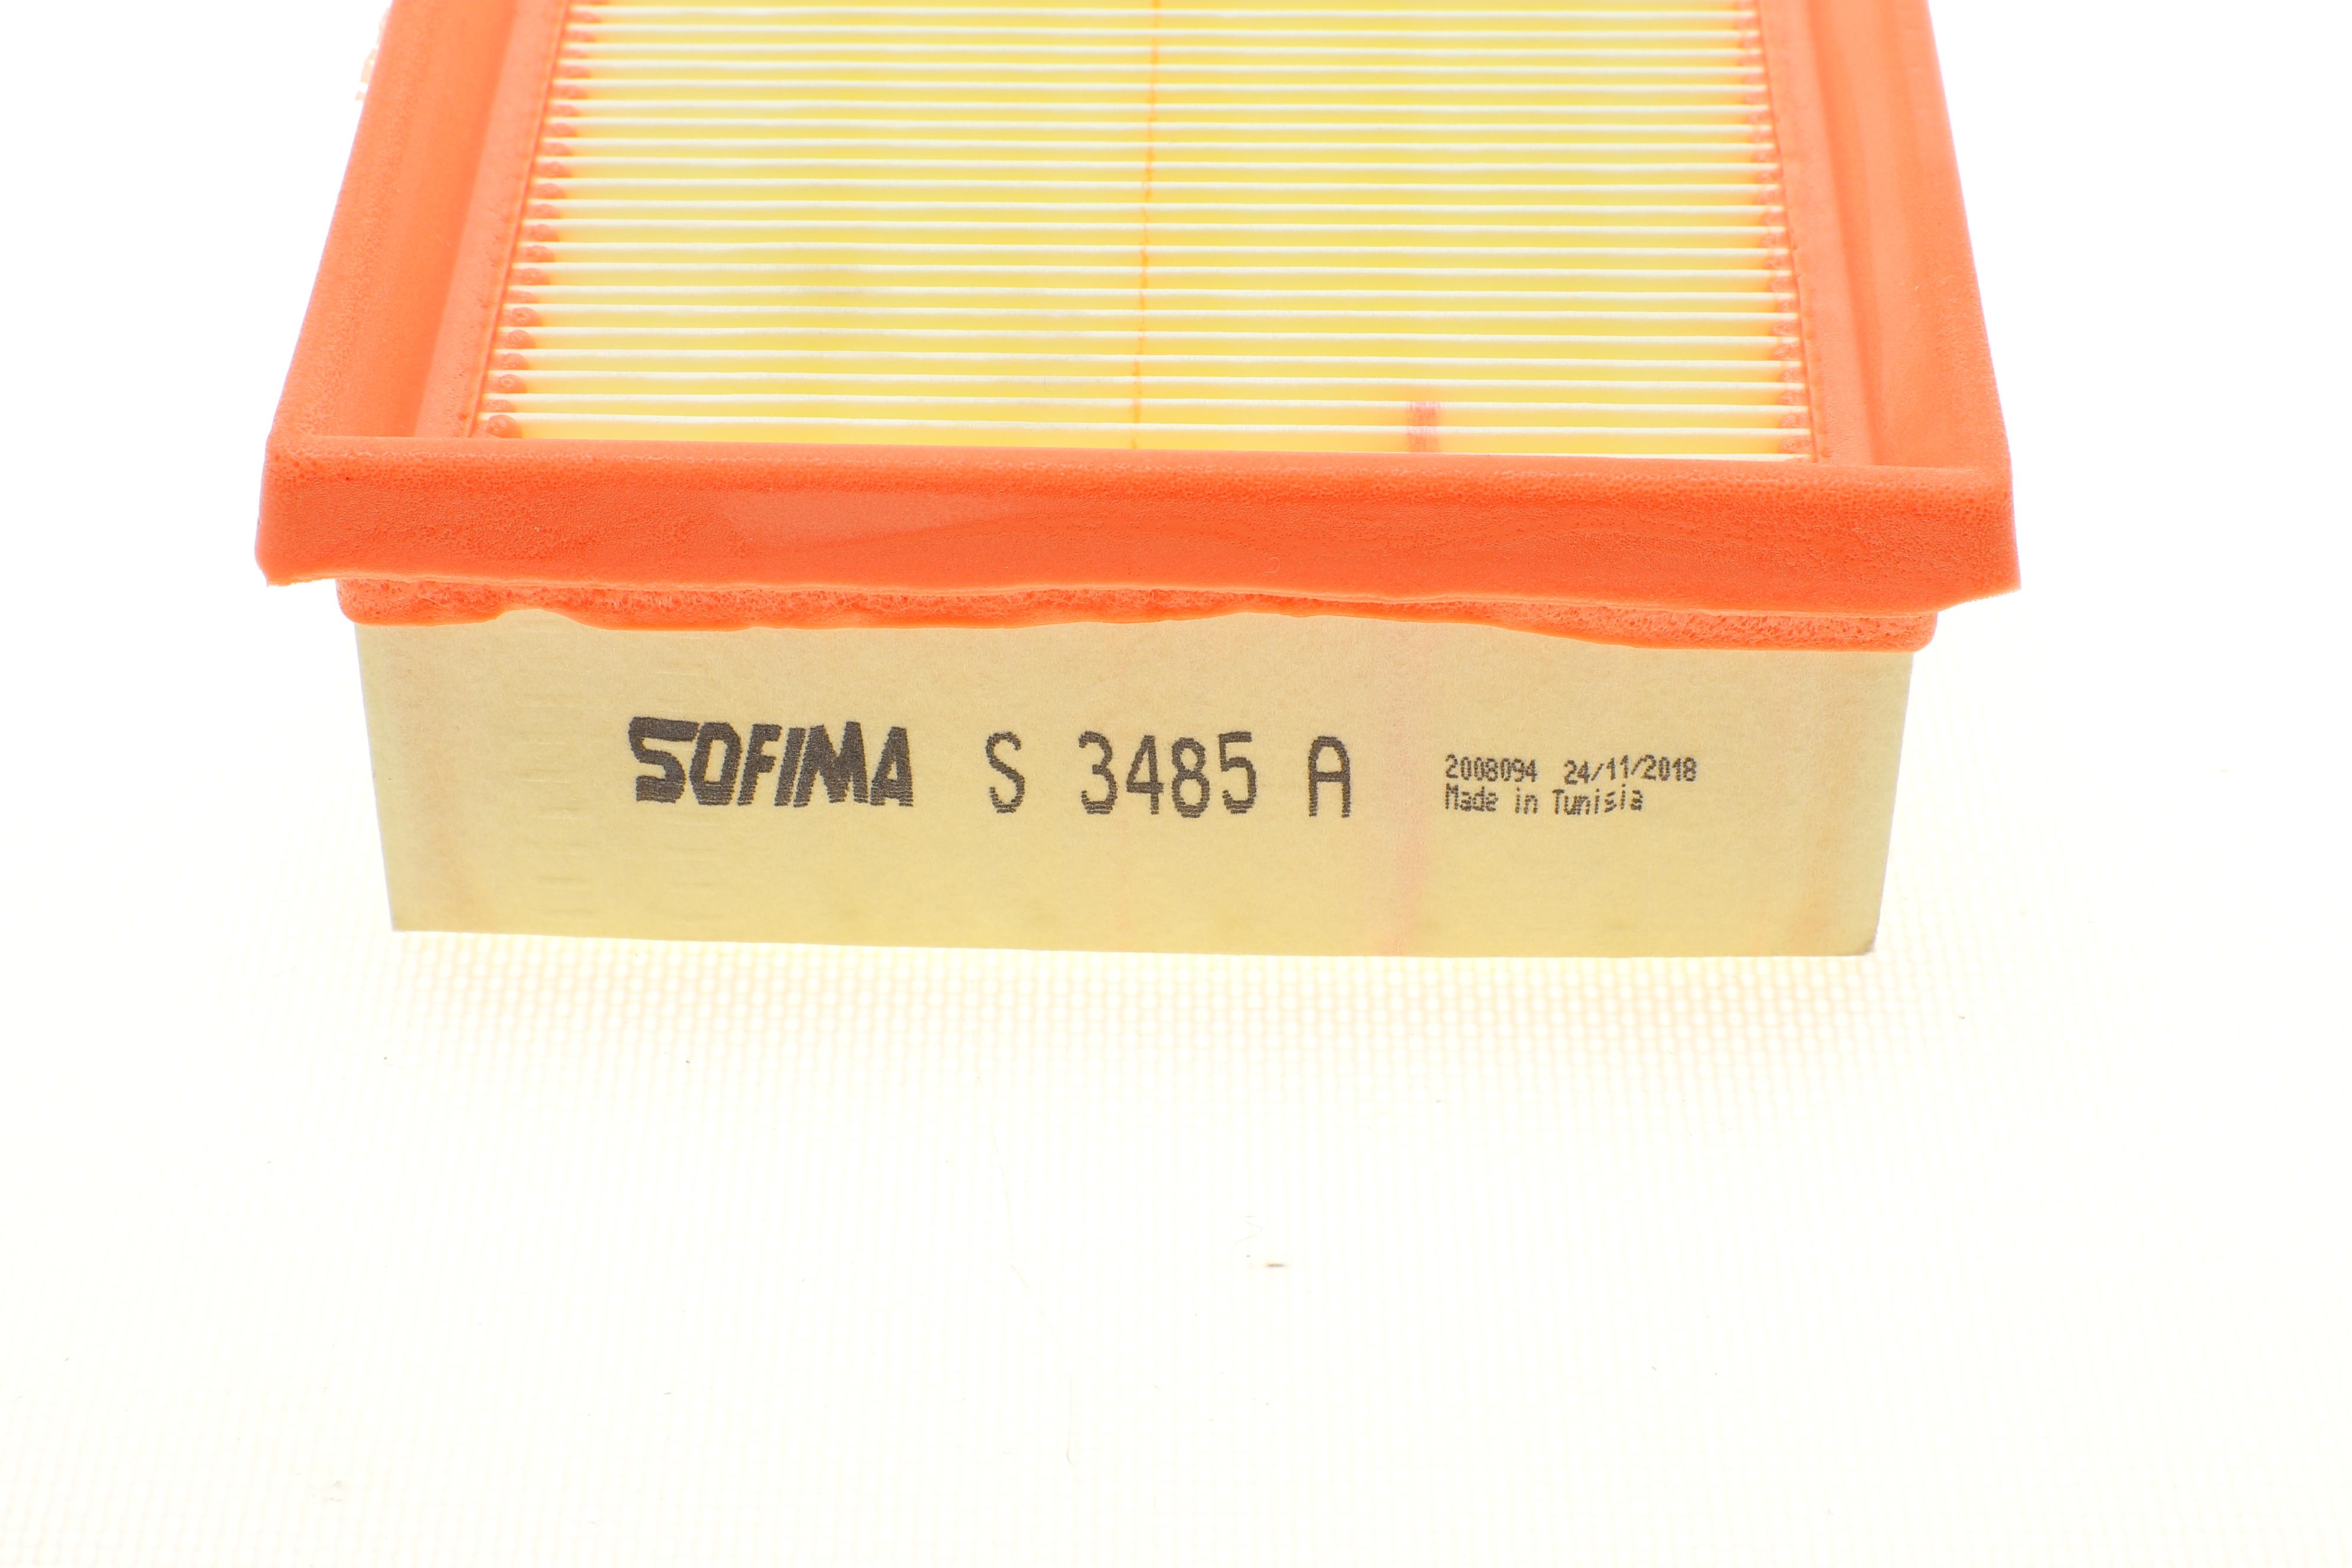 SOFIMA S 3485 A
2008094 24/11/2018
Made in Tunisia